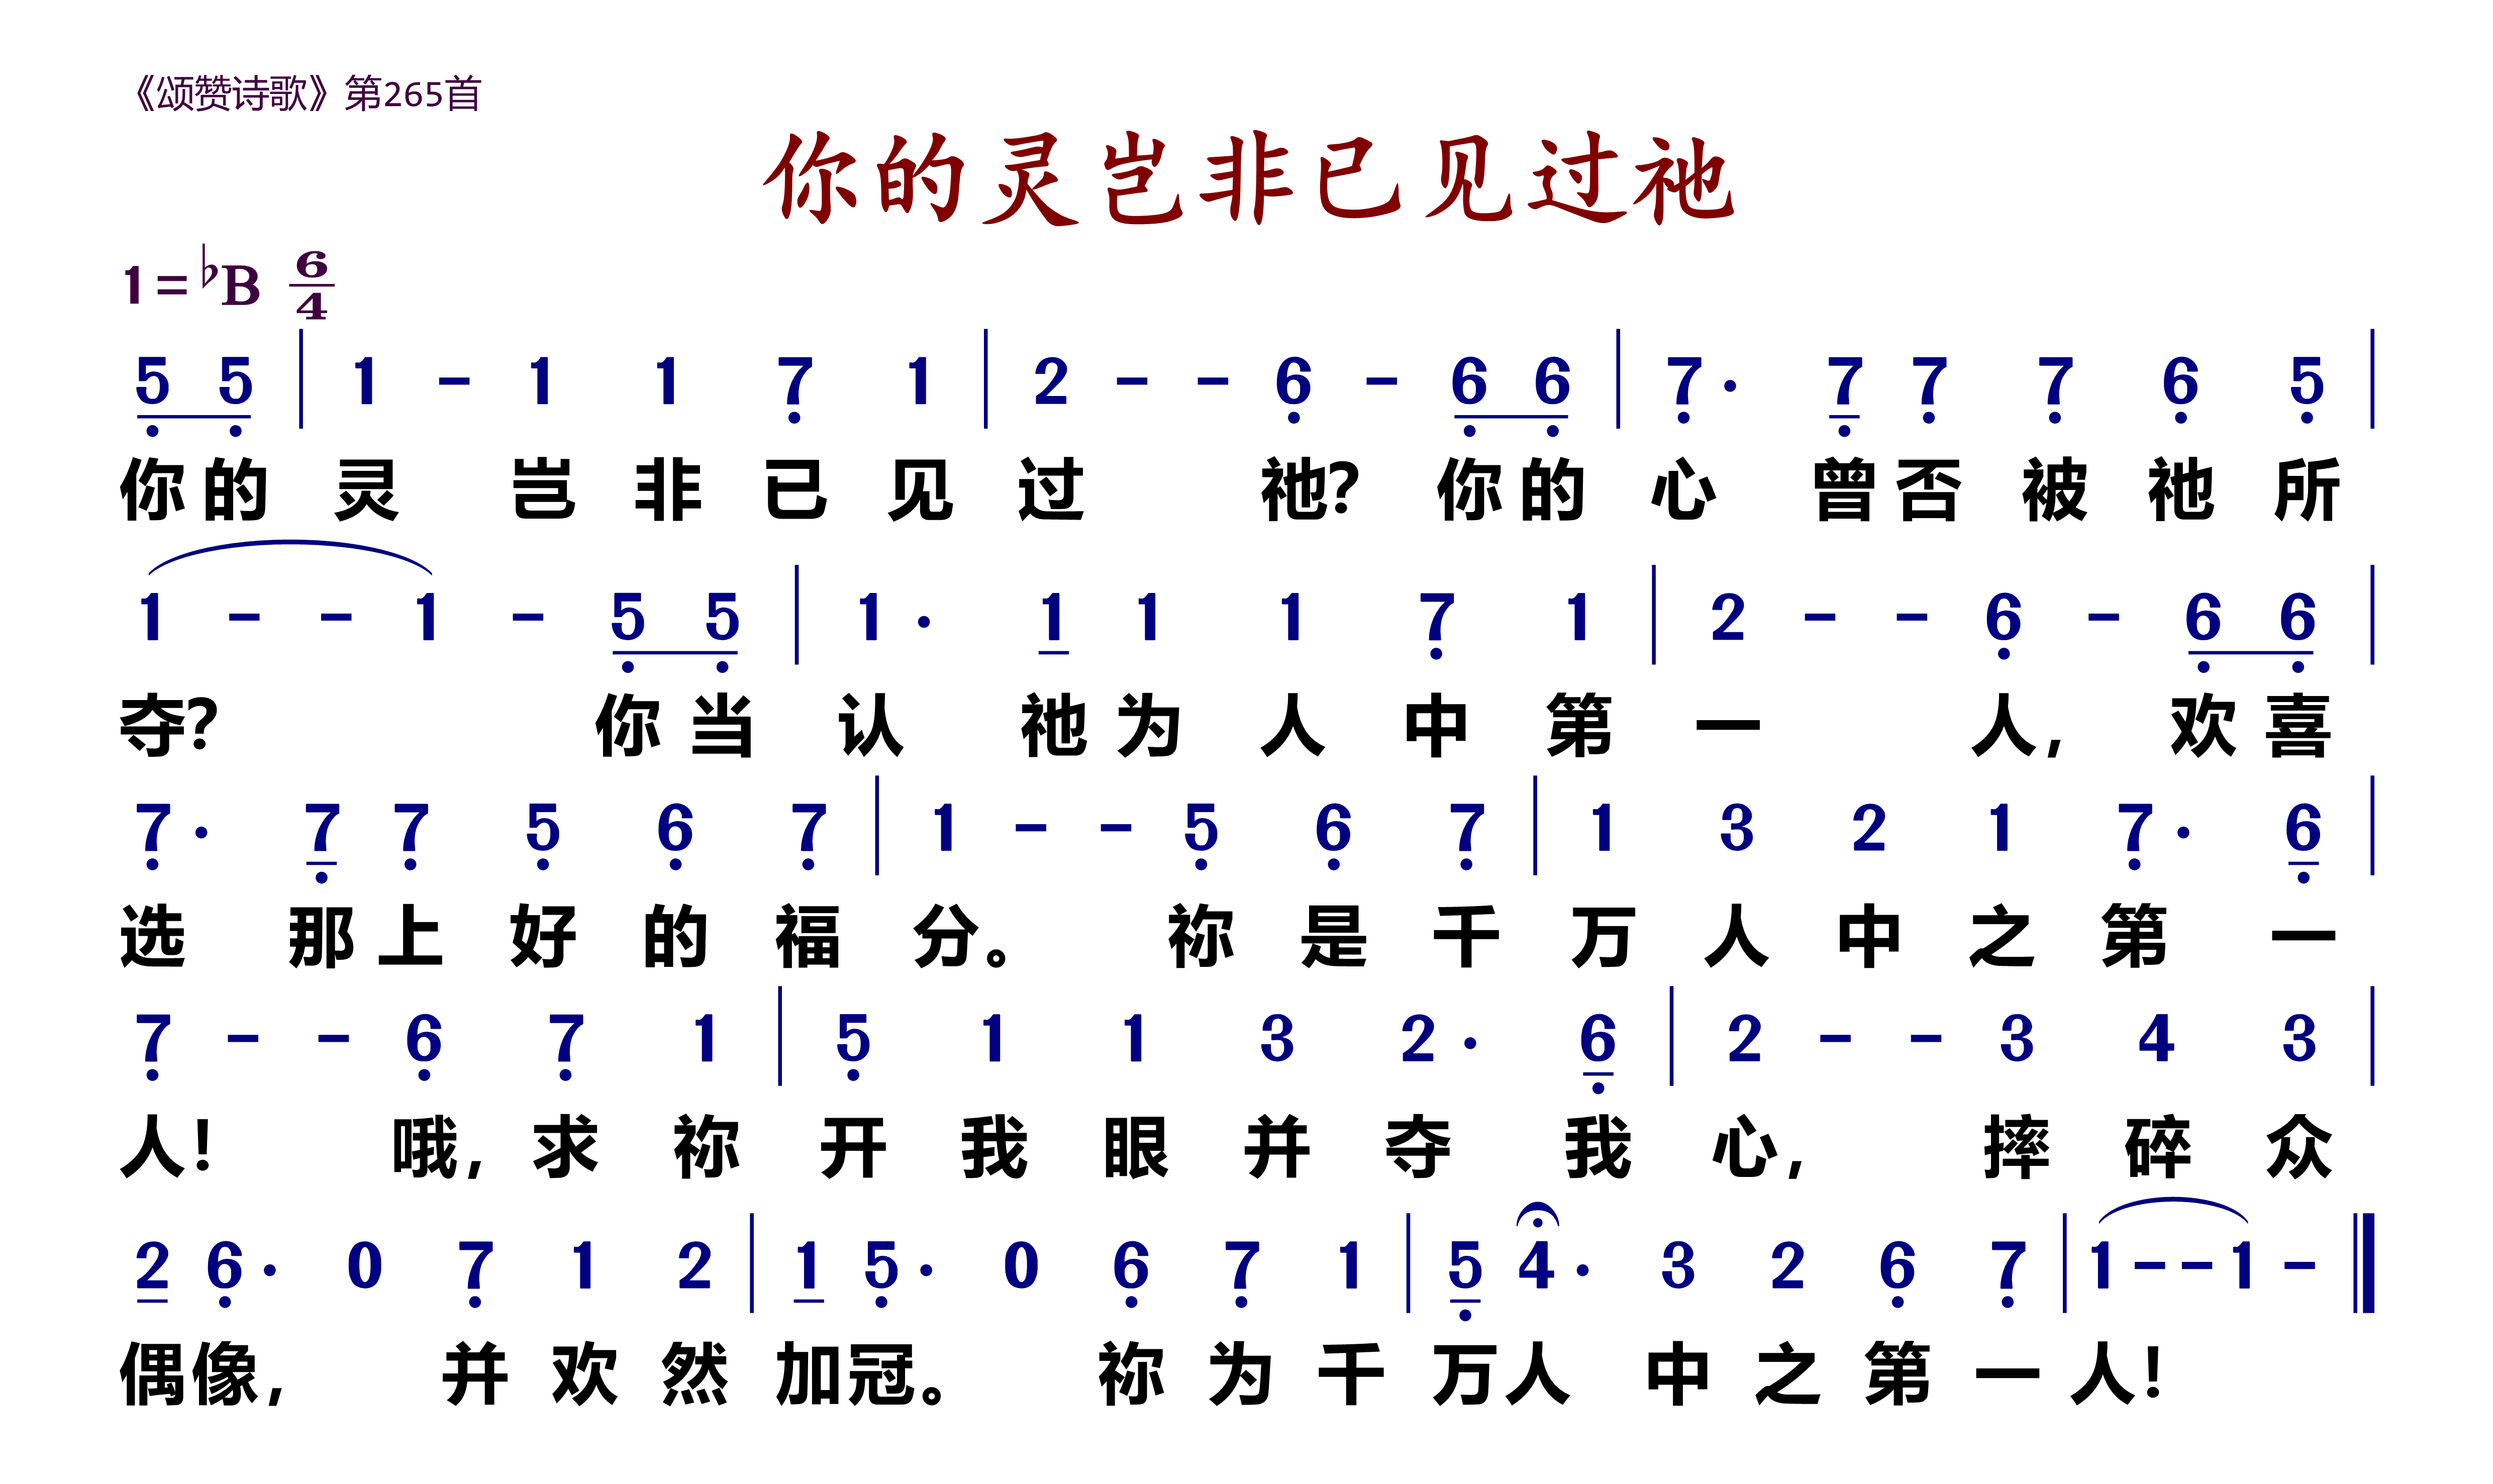 《颂赞诗歌》第265首
你的灵岂非已见过祂
1=♭B 6/4
5 5 | 1 - 1 1 7 1 | 2 - - 6 - 6 6 | 7 · 7 7 7 6 5 |
你的 灵 岂 非 已 见 过 祂? 你的 心 曾否 被 祂 所
1 - - 1 - 5 5 | 1 · 1 1 1 7 1 | 2 - - 6 - 6 6 |
夺? 你当 认 祂为 人 中 第 一 人, 欢喜
7 · 7 7 5 6 7 | 1 - - 5 6 7 | 1 3 2 1 7 · 6 |
选 那上 好 的 福 分。 祢 是 千 万 人 中 之 第 一
7 - - 6 7 1 | 5 1 1 3 2 · 6 | 2 - - 3 4 3 |
人! 哦, 求 祢 开 我 眼 并 夺 我 心, 摔 碎 众
2 6 · 0 7 1 2 | 1 5 · 0 6 7 1 | 5 4 · 3 2 6 7 | 1 - - 1 - ‖
偶像, 并 欢 然 加冠。 祢 为 千 万人 中 之 第 一 人!